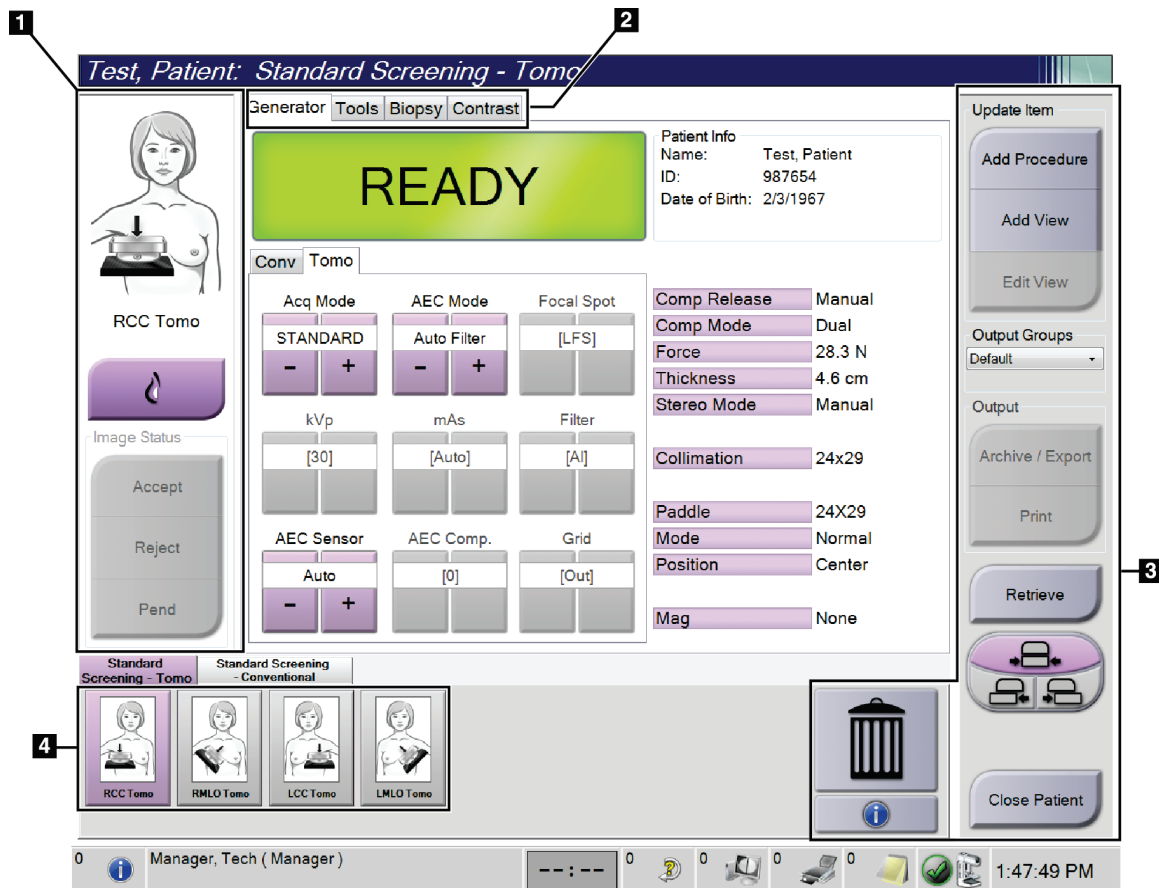 1
2
Test, Patient: Standard Screening - Tomo
Generator Tools Biopsy Contrast
READY
Patient Info
Name: Test, Patient
ID: 987654
Date of Birth: 2/3/1967
RCC Tomo
Image Status
Accept
Reject
Pend
Conv Tomo
Acq Mode AEC Mode Focal Spot
STANDARD Auto Filter [LFS]
- + - +
kVp mAs Filter
[30] [Auto] [Al]
AEC Sensor AEC Comp. Grid
Auto [0] [Out]
- +
Comp Release Manual
Comp Mode Dual
Force 28.3 N
Thickness 4.6 cm
Stereo Mode Manual
Collimation 24x29
Paddle 24X29
Mode Normal
Position Center
Mag None
Update Item
Add Procedure
Add View
Edit View
Output Groups
Default
Output
Archive / Export
Print
Retrieve
Close Patient
3
Standard
Screening - Tomo
Standard Screening
- Conventional
4
RCC Tomo RMLO Tomo LCC Tomo LMLO Tomo
0 Manager, Tech ( Manager ) --:-- 0 0 0 0 1:47:49 PM